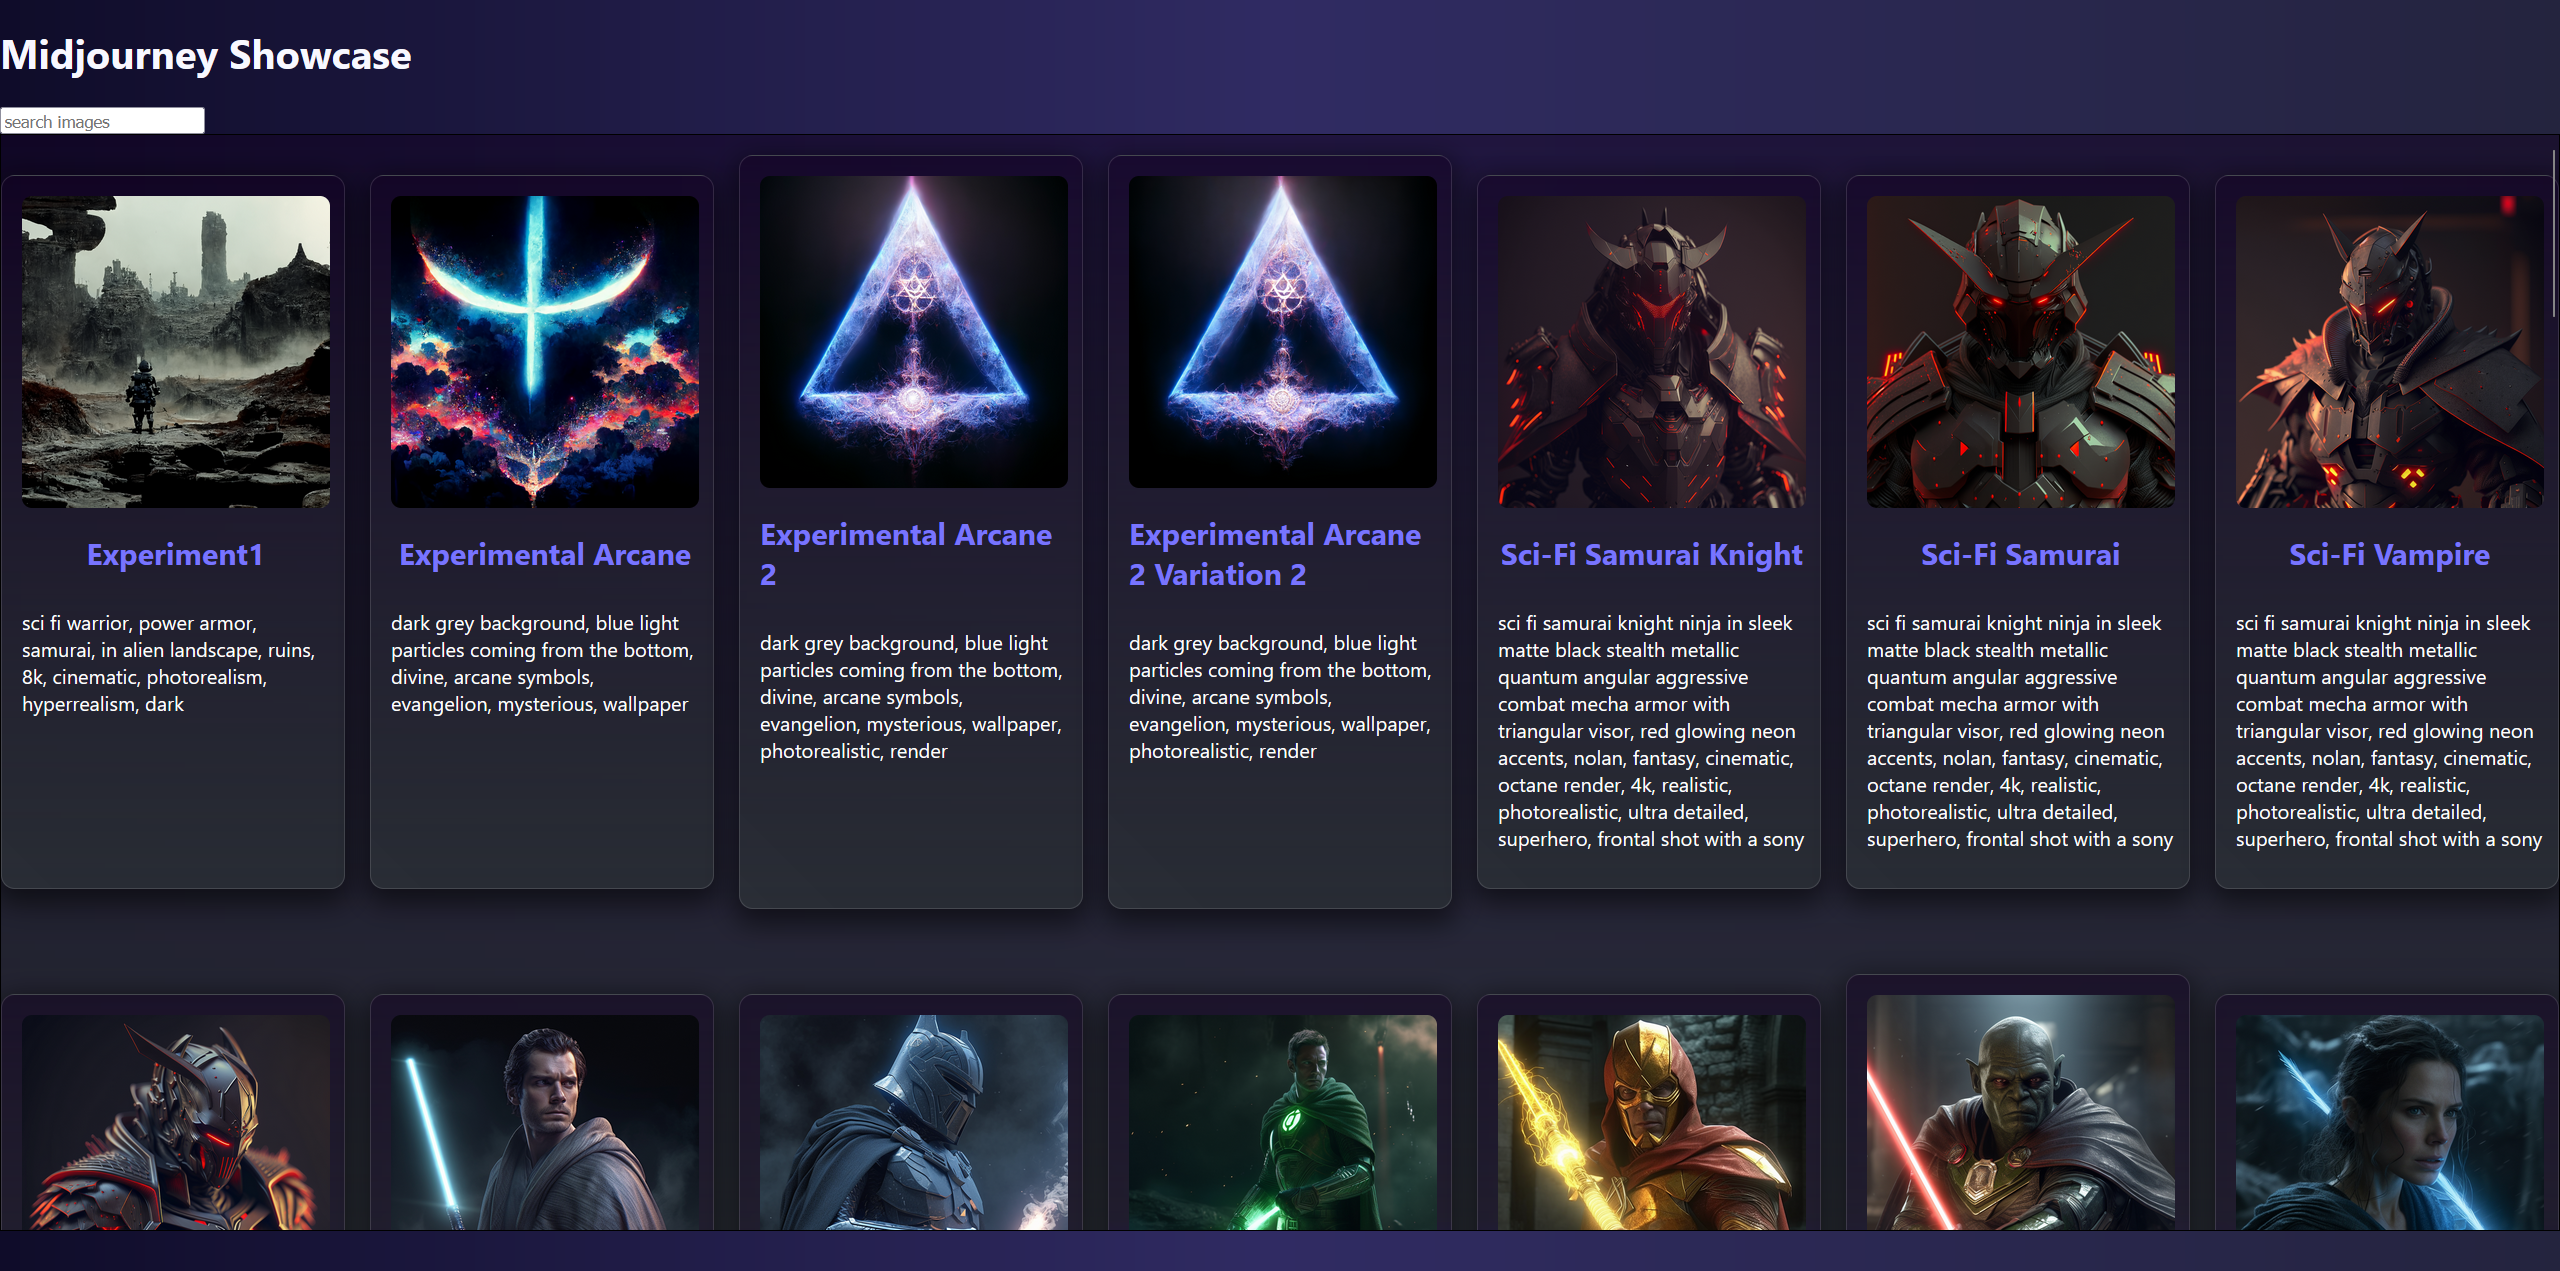 Midjourney Showcase
search images
Experiment1
sci fi warrior, power armor,
samurai, in alien landscape, ruins,
8k, cinematic, photorealism,
hyperrealism, dark
Experimental Arcane
dark grey background, blue light
particles coming from the bottom,
divine, arcane symbols,
evangelion, mysterious, wallpaper
Experimental Arcane
2
dark grey background, blue light
particles coming from the bottom,
divine, arcane symbols,
evangelion, mysterious, wallpaper,
photorealistic, render
Experimental Arcane
2 Variation 2
dark grey background, blue light
particles coming from the bottom,
divine, arcane symbols,
evangelion, mysterious, wallpaper,
photorealistic, render
Sci-Fi Samurai Knight
sci fi samurai knight ninja in sleek
matte black stealth metallic
quantum angular aggressive
combat mecha armor with
triangular visor, red glowing neon
accents, nolan, fantasy, cinematic,
octane render, 4k, realistic,
photorealistic, ultra detailed,
superhero, frontal shot with a sony
Sci-Fi Samurai
sci fi samurai knight ninja in sleek
matte black stealth metallic
quantum angular aggressive
combat mecha armor with
triangular visor, red glowing neon
accents, nolan, fantasy, cinematic,
octane render, 4k, realistic,
photorealistic, ultra detailed,
superhero, frontal shot with a sony
Sci-Fi Vampire
sci fi samurai knight ninja in sleek
matte black stealth metallic
quantum angular aggressive
combat mecha armor with
triangular visor, red glowing neon
accents, nolan, fantasy, cinematic,
octane render, 4k, realistic,
photorealistic, ultra detailed,
superhero, frontal shot with a sony